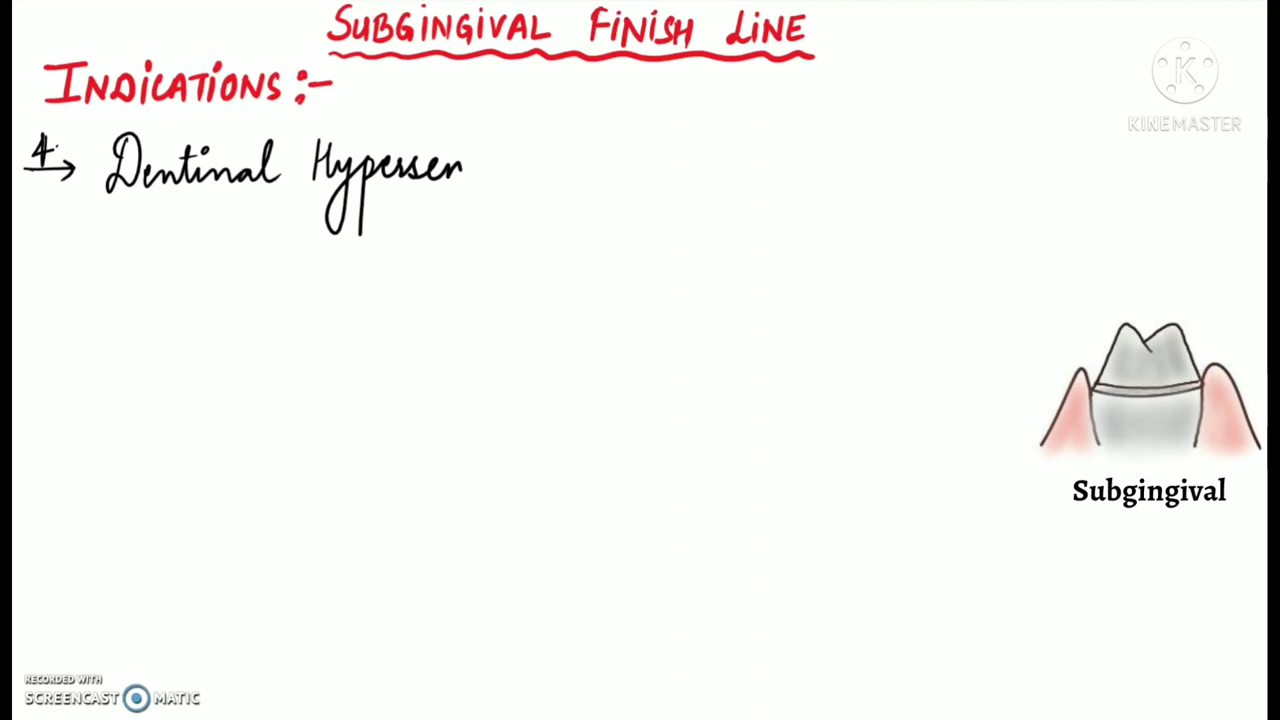 SUBGINGIVAL FINISH LINE
INDICATIONS:-
KINEMASTER
4. → Dentinal Hypersen
Subgingival
RECORDED WITH
SCREENCAST MATIC